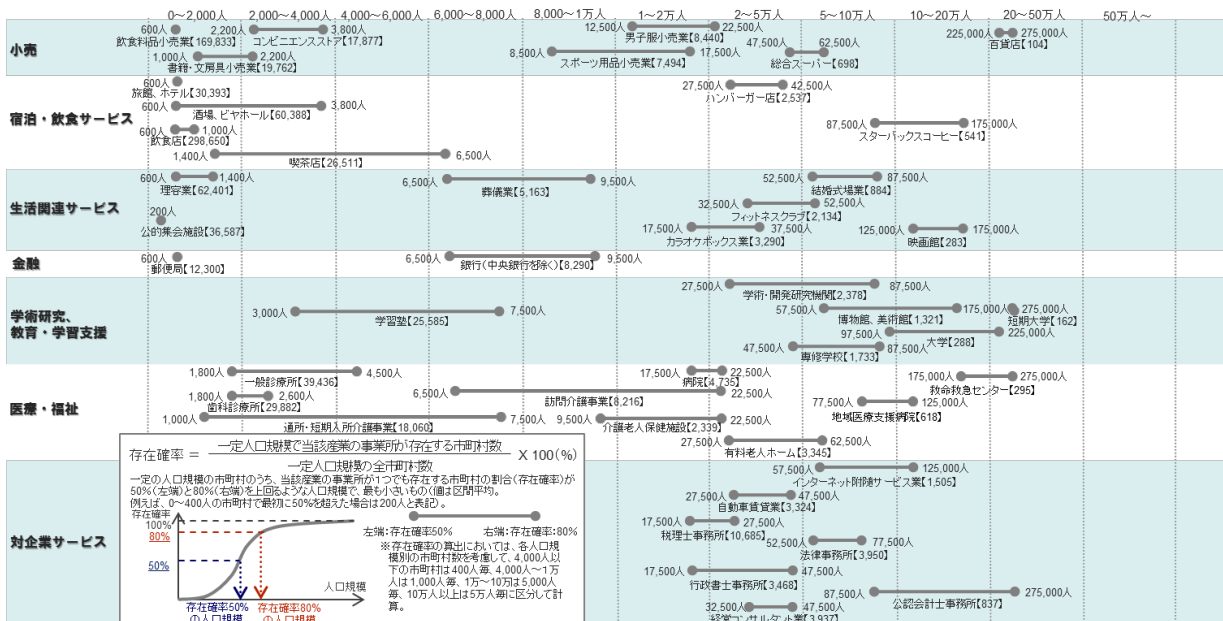 0～2,000人 2,000～4,000人 4,000～6,000人 6,000～8,000人 8,000～1万人 1～2万人 2～5万人 5～10万人 10～20万人 20～50万人 50万人～
小売
600人
飲食料品小売業【169,833】
2,200人 3,800人
コンビニエンスストア【17,877】
12,500人 22,500人
男子服小売業【8,440】
225,000人 275,000人
百貨店【104】
1,000人 2,200人
書籍・文房具小売業【19,762】
8,500人 17,500人
スポーツ用品小売業【7,494】
47,500人 62,500人
総合スーパー【698】
宿泊・飲食サービス
600人
旅館、ホテル【30,393】
27,500人 42,500人
ハンバーガー店【2,537】
600人 3,800人
酒場、ビヤホール【60,388】
600人 1,000人
飲食店【298,650】
87,500人 175,000人
スターバックスコーヒー【541】
1,400人 6,500人
喫茶店【26,511】
生活関連サービス
600人 1,400人
理容業【62,401】
6,500人 9,500人
葬儀業【5,163】
52,500人 87,500人
結婚式場業【884】
200人
公的集会施設【36,587】
32,500人 52,500人
フィットネスクラブ【2,134】
17,500人 37,500人
カラオケボックス業【3,290】
125,000人 175,000人
映画館【283】
金融
600人
郵便局【12,300】
6,500人 9,500人
銀行（中央銀行を除く）【8,290】
学術研究、
教育・学習支援
27,500人 87,500人
学術・開発研究機関【2,378】
3,000人 7,500人
学習塾【25,585】
57,500人 175,000人
博物館、美術館【1,321】
275,000人
短期大学【162】
97,500人 225,000人
大学【288】
47,500人 87,500人
専修学校【1,733】
医療・福祉
1,800人 4,500人
一般診療所【39,436】
17,500人 22,500人
病院【4,735】
175,000人 275,000人
救命救急センター【295】
1,800人 2,600人
歯科診療所【29,882】
6,500人 22,500人
訪問介護事業【8,216】
77,500人 125,000人
地域医療支援病院【618】
1,000人 7,500人
通所・短期入所介護事業【18,060】
9,500人 22,500人
介護老人保健施設【2,339】
27,500人 62,500人
有料老人ホーム【3,345】
対企業サービス
57,500人 125,000人
インターネット附随サービス業【1,505】
27,500人 47,500人
自動車賃貸業【3,324】
17,500人 27,500人
税理士事務所【10,685】
52,500人 77,500人
法律事務所【3,950】
17,500人 47,500人
行政書士事務所【3,468】
87,500人 275,000人
公認会計士事務所【837】
32,500人 47,500人
経営コンサルタント業【3,937】
存在確率 = 一定人口規模で当該産業の事業所が存在する市町村数
一定人口規模の全市町村数
X 100（%）
一定の人口規模の市町村のうち、当該産業の事業所が1つでも存在する市町村の割合（存在確率）が
50%（左端）と80%（右端）を上回るような人口規模で、最も小さいもの（値は区間平均。
例えば、0～400人の市町村で最初に50%を超えた場合は200人と表記）。
存在確率
100%
80%
50%
人口規模
存在確率50%
の人口規模
存在確率80%
の人口規模
左端：存在確率50% 右端：存在確率:80%
※存在確率の算出においては、各人口規
模別の市町村数を考慮して、4,000人以
下の市町村は400人毎、4,000人～1万
人は1,000人毎、1万～10万は5,000人
毎、10万人以上は5万人毎に区分して計
算。